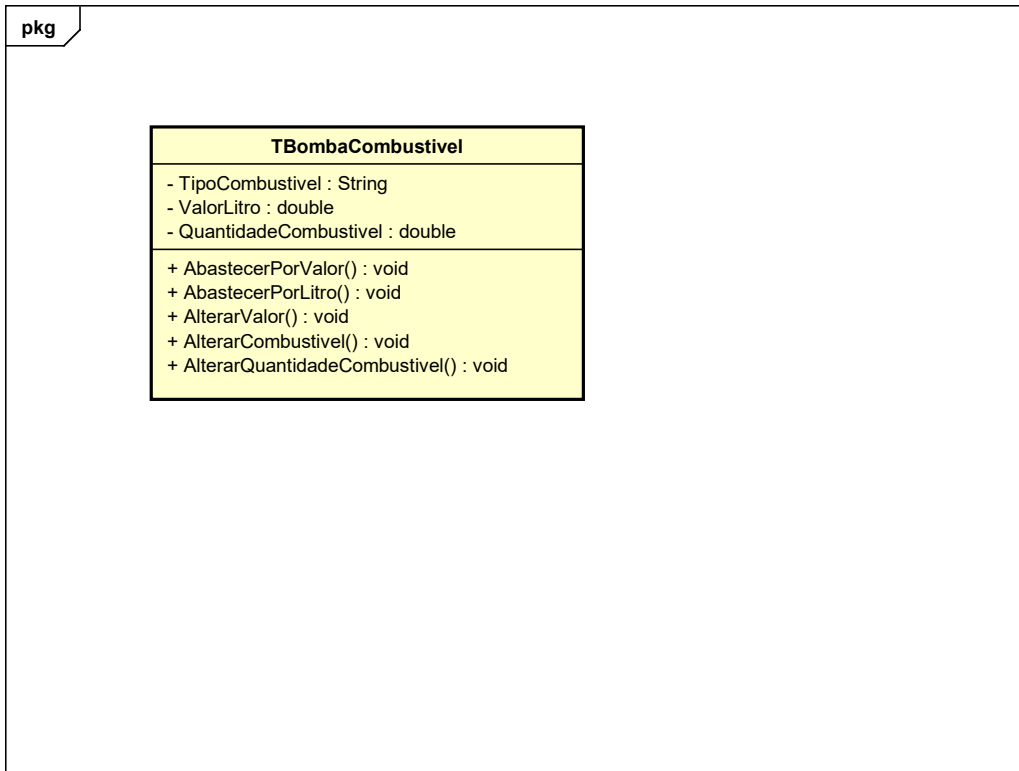 pkg
TBombaCombustivel
- TipoCombustivel : String
- ValorLitro : double
- QuantidadeCombustivel : double
+ AbastecerPorValor() : void
+ AbastecerPorLitro() : void
+ AlterarValor() : void
+ AlterarCombustivel() : void
+ AlterarQuantidadeCombustivel() : void